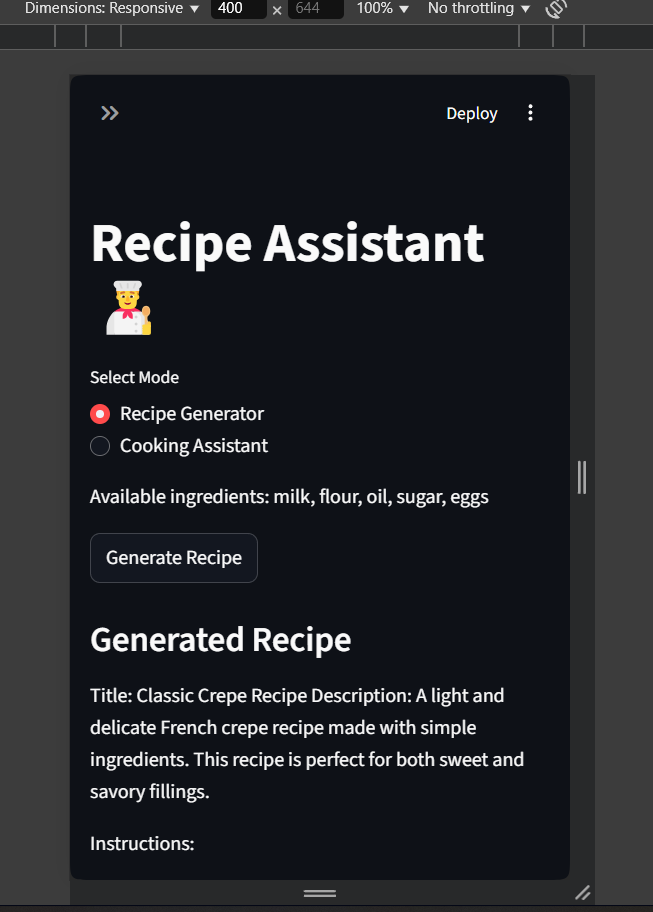 Dimensions: Responsive ▼ 400 × 644 100% ▼ No throttling ▼
Deploy
Recipe Assistant
Select Mode
Recipe Generator
Cooking Assistant
Available ingredients: milk, flour, oil, sugar, eggs
Generate Recipe
Generated Recipe
Title: Classic Crepe Recipe Description: A light and
delicate French crepe recipe made with simple
ingredients. This recipe is perfect for both sweet and
savory fillings.
Instructions: